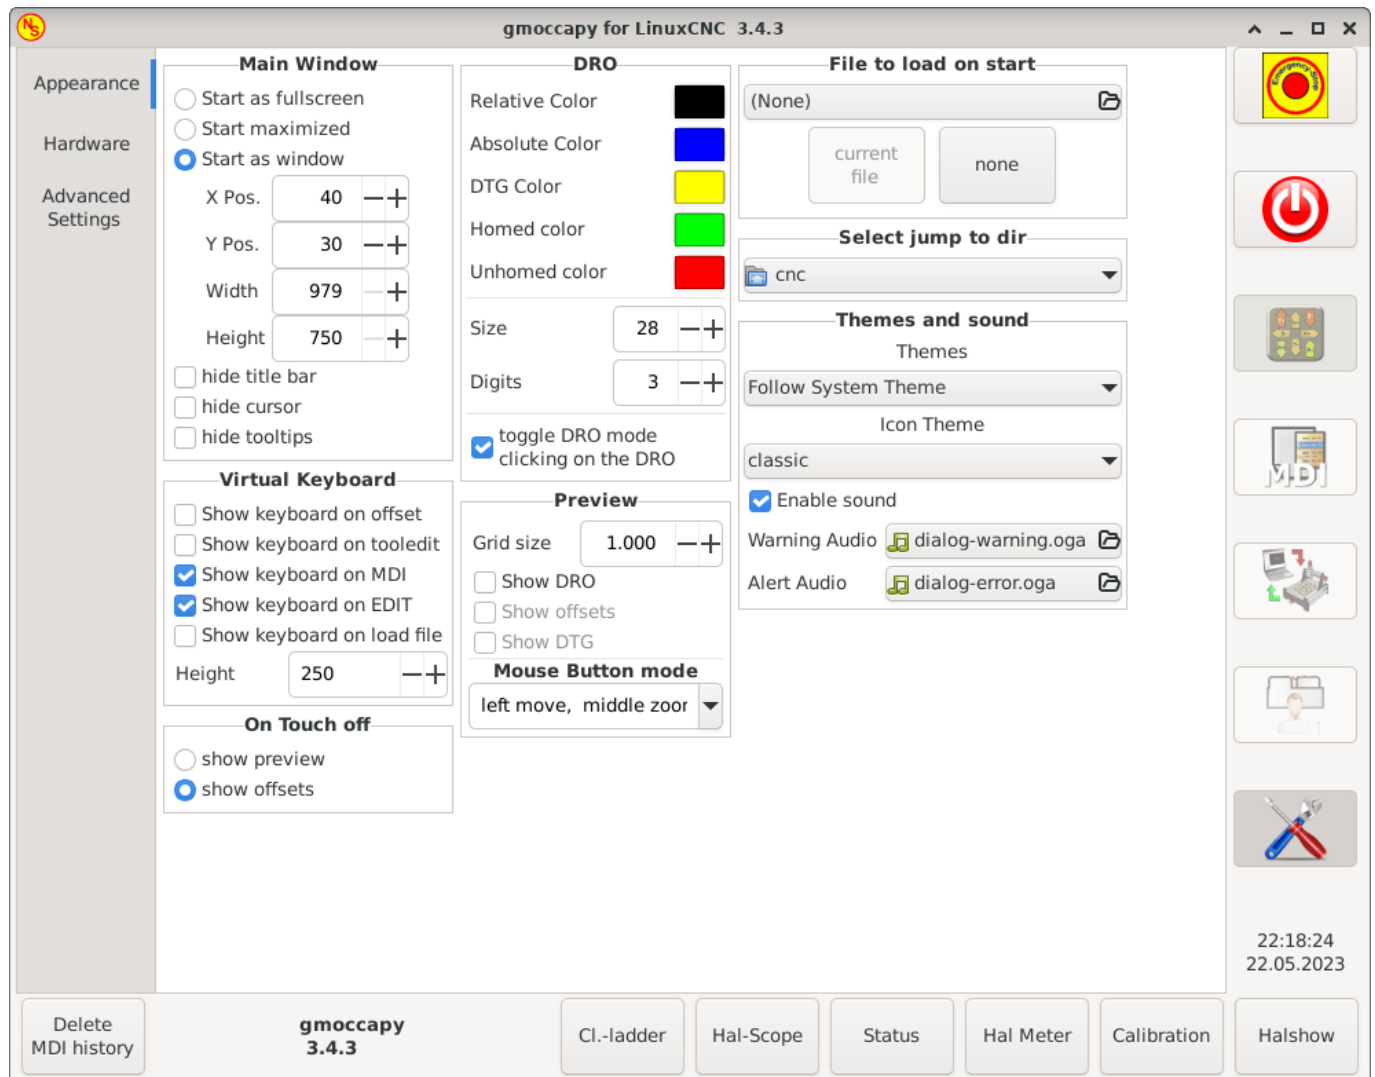 gmoccapy for LinuxCNC 3.4.3
Appearance
Hardware
Advanced
Settings
Main Window
Start as fullscreen
Start maximized
Start as window
X Pos. 40
Y Pos. 30
Width 979
Height 750
hide title bar
hide cursor
hide tooltips
Virtual Keyboard
Show keyboard on offset
Show keyboard on tooledit
Show keyboard on MDI
Show keyboard on EDIT
Show keyboard on load file
Height 250
On Touch off
show preview
show offsets
DRO
Relative Color
Absolute Color
DTG Color
Homed color
Unhomed color
Size 28
Digits 3
toggle DRO mode
clicking on the DRO
Preview
Grid size 1.000
Show DRO
Show offsets
Show DTG
Mouse Button mode
left move, middle zoor
File to load on start
(None)
current
file
none
Select jump to dir
cnc
Themes and sound
Themes
Follow System Theme
Icon Theme
classic
Enable sound
Warning Audio dialog-warning.oga
Alert Audio dialog-error.oga
Emergency-Stop
MDI
22:18:24
22.05.2023
Delete
MDI history
gmoccapy
3.4.3
Cl.-ladder
Hal-Scope
Status
Hal Meter
Calibration
Halshow